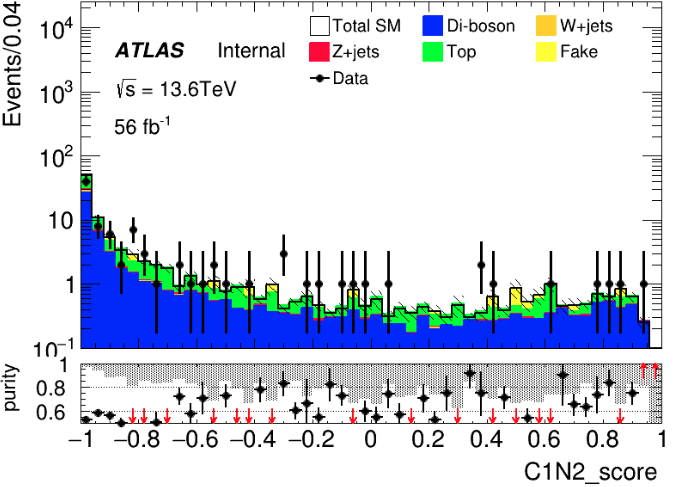 Events/0.04
10⁴
10³
10²
10
1
10⁻¹
ATLAS Internal
√s = 13.6TeV
56 fb⁻¹
Total SM Di-boson W+jets
Z+jets Top Fake
Data
purity
1
0.8
0.6
−1 −0.8 −0.6 −0.4 −0.2 0 0.2 0.4 0.6 0.8 1
C1N2_score